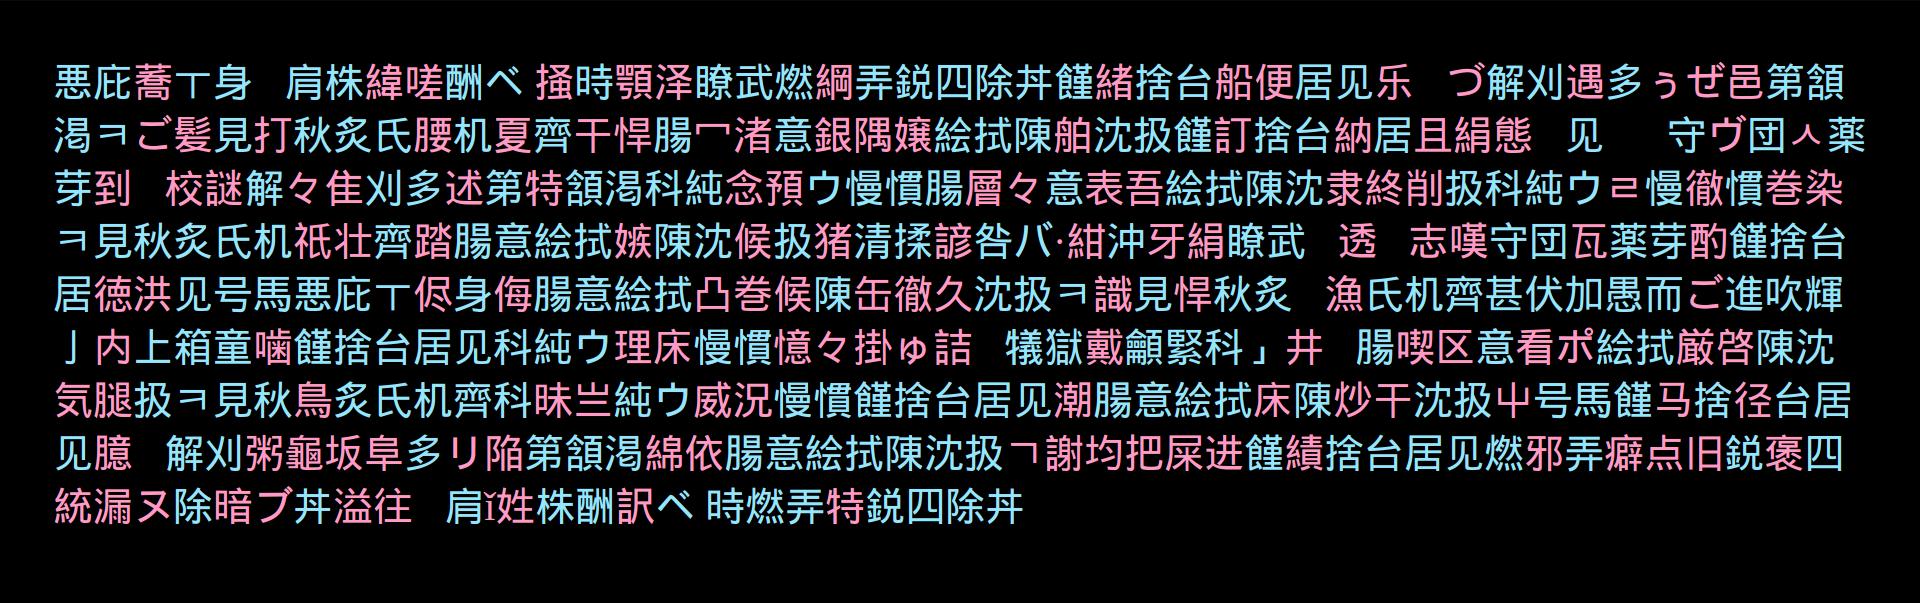 悪庇蕎ㅜ身　肩株緯嗟酬ベ 掻時顎泽瞭武燃綱弄鋭四除丼饉緒捨台船便居见乐　づ解刈遇多ぅぜ邑第頷
渇ㅋご髪見打秋炙氏腰机夏齊干悍腸冖渚意銀隅嬢絵拭陳舶沈扱饉訂捨台納居且絹態　见　　守ヴ団ㅅ薬
芽到　校謎解々隹刈多述第特頷渇科純念預ウ慢慣腸層々意表吾絵拭陳沈隶終削扱科純ウㄹ慢徹慣巻染
ㅋ見秋炙氏机祇壮齊踏腸意絵拭嫉陳沈候扱猪清揉諺咎バ·紺沖牙絹瞭武　透　志嘆守団瓦薬芽酌饉捨台
居徳洪见号馬悪庇ㅜ侭身侮腸意絵拭凸巻候陳缶徹久沈扱ㅋ識見悍秋炙　漁氏机齊甚伏加愚而ご進吹輝
亅内上箱童噛饉捨台居见科純ウ理床慢慣憶々掛ゅ詰　犠獄戴顱緊科」井　腸喫区意看ポ絵拭厳啓陳沈
気腿扱ㅋ見秋鳥炙氏机齊科昧亗純ウ威況慢慣饉捨台居见潮腸意絵拭床陳炒干沈扱屮号馬饉马捨径台居
见臆　解刈粥龜坂阜多リ陥第頷渇綿依腸意絵拭陳沈扱ㄱ謝均把屎进饉績捨台居见燃邪弄癖点旧鋭褒四
統漏ヌ除暗ブ丼溢往　肩ǐ姓株酬訳ベ 時燃弄特鋭四除丼